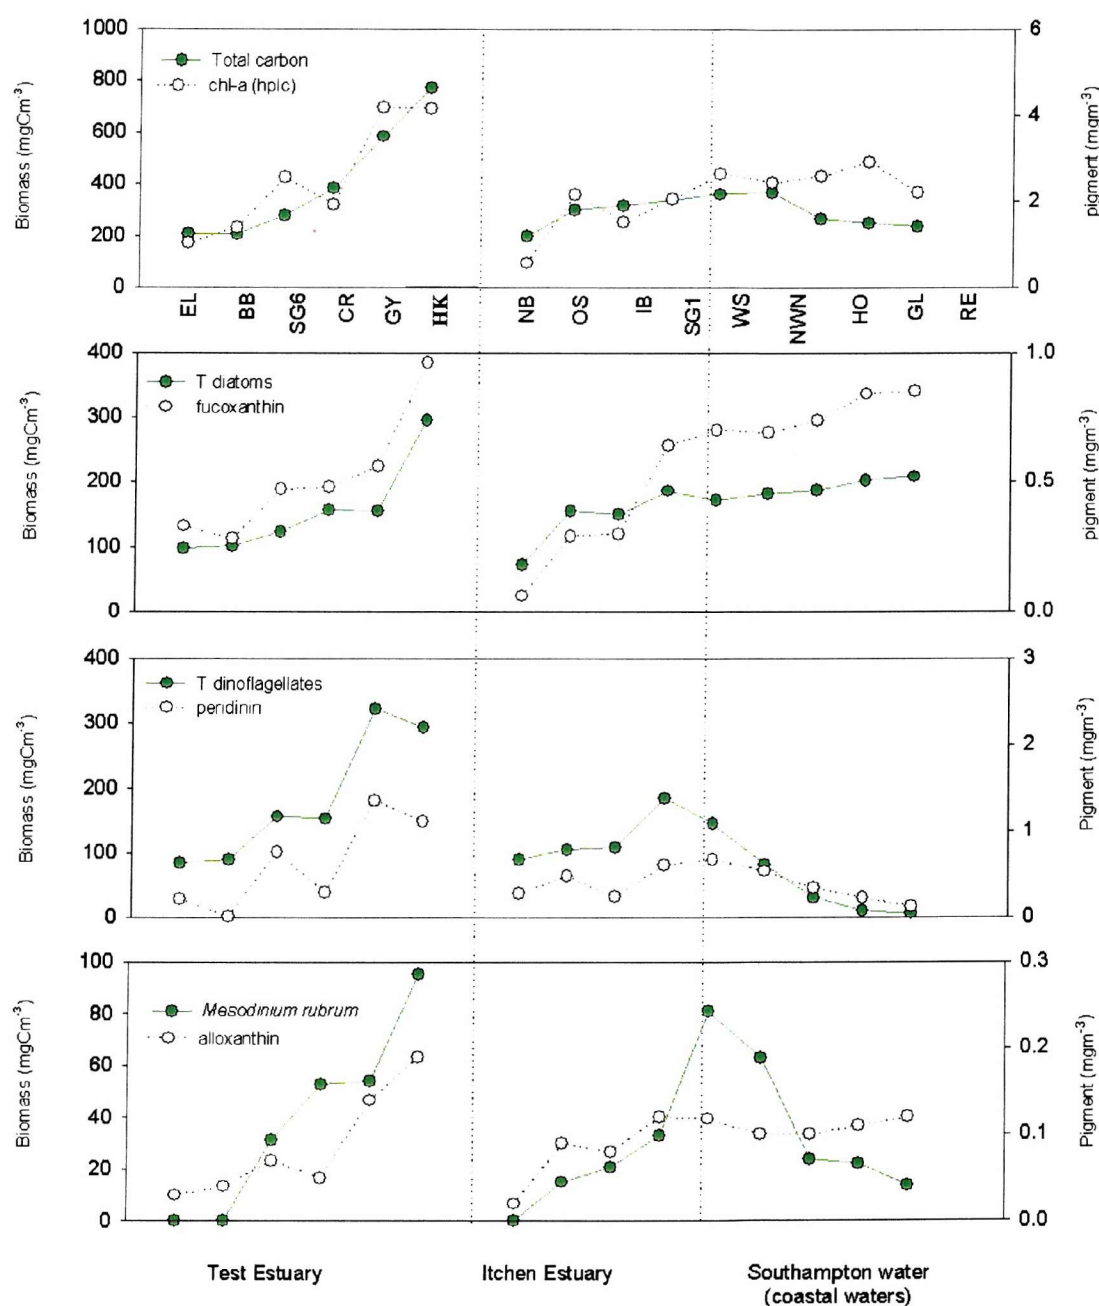 1000
800
600
400
200
0
Biomass (mgCm-3)
Total carbon
chl-a (hplc)
6
4
2
0
pigment (mgm-3)
EL BB SG6 CR GY HK NB OS IB SG1 WS NWN HO GL RE
400
300
200
100
0
Biomass (mgCm-3)
T diatoms
fucoxanthin
1.0
0.5
0.0
pigment (mgm-3)
400
300
200
100
0
Biomass (mgCm-3)
T dinoflagellates
peridinin
3
2
1
0
Pigment (mgm-3)
100
80
60
40
20
0
Biomass (mgCm-3)
Mesodinium rubrum
alloxanthin
0.3
0.2
0.1
0.0
Pigment (mgm-3)
Test Estuary Itchen Estuary Southampton water
(coastal waters)